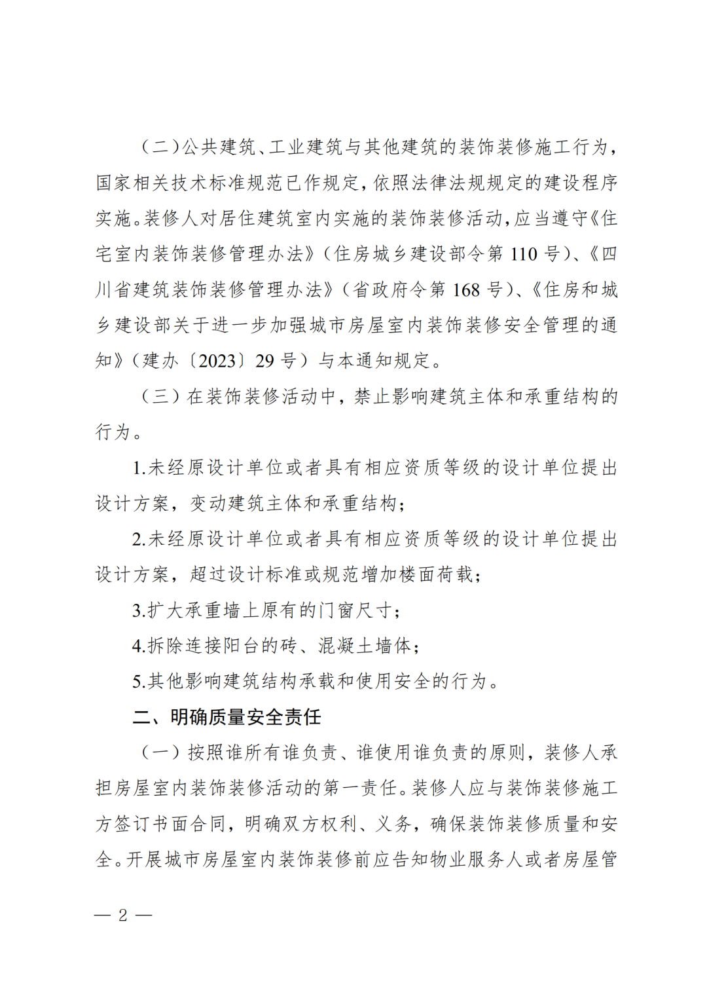 （二）公共建筑、工业建筑与其他建筑的装饰装修施工行为，
国家相关技术标准规范已作规定，依照法律法规规定的建设程序
实施。装修人对居住建筑室内实施的装饰装修活动，应当遵守《住
宅室内装饰装修管理办法》（住房城乡建设部令第 110 号）、《四
川省建筑装饰装修管理办法》（省政府令第 168 号）、《住房和城
乡建设部关于进一步加强城市房屋室内装饰装修安全管理的通
知》（建办〔2023〕29 号）与本通知规定。
（三）在装饰装修活动中，禁止影响建筑主体和承重结构的
行为。
1.未经原设计单位或者具有相应资质等级的设计单位提出
设计方案，变动建筑主体和承重结构；
2.未经原设计单位或者具有相应资质等级的设计单位提出
设计方案，超过设计标准或规范增加楼面荷载；
3.扩大承重墙上原有的门窗尺寸；
4.拆除连接阳台的砖、混凝土墙体；
5.其他影响建筑结构承载和使用安全的行为。
二、明确质量安全责任
（一）按照谁所有谁负责、谁使用谁负责的原则，装修人承
担房屋室内装饰装修活动的第一责任。装修人应与装饰装修施工
方签订书面合同，明确双方权利、义务，确保装饰装修质量和安
全。开展城市房屋室内装饰装修前应告知物业服务人或者房屋管
— 2 —